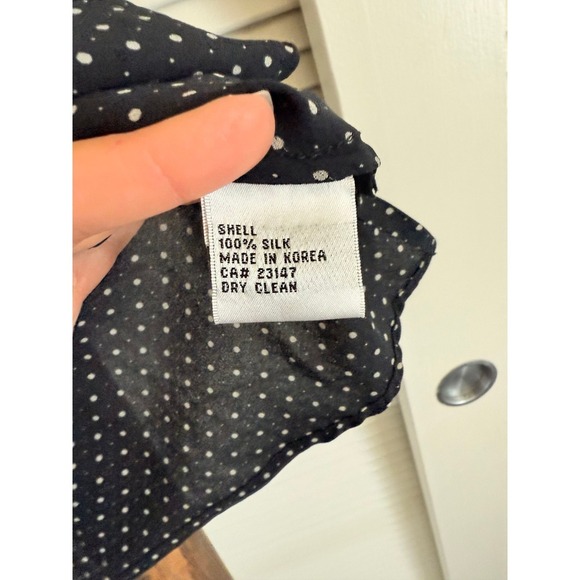 SHELL
100% SILK
MADE IN KOREA
CA# 23147
DRY CLEAN